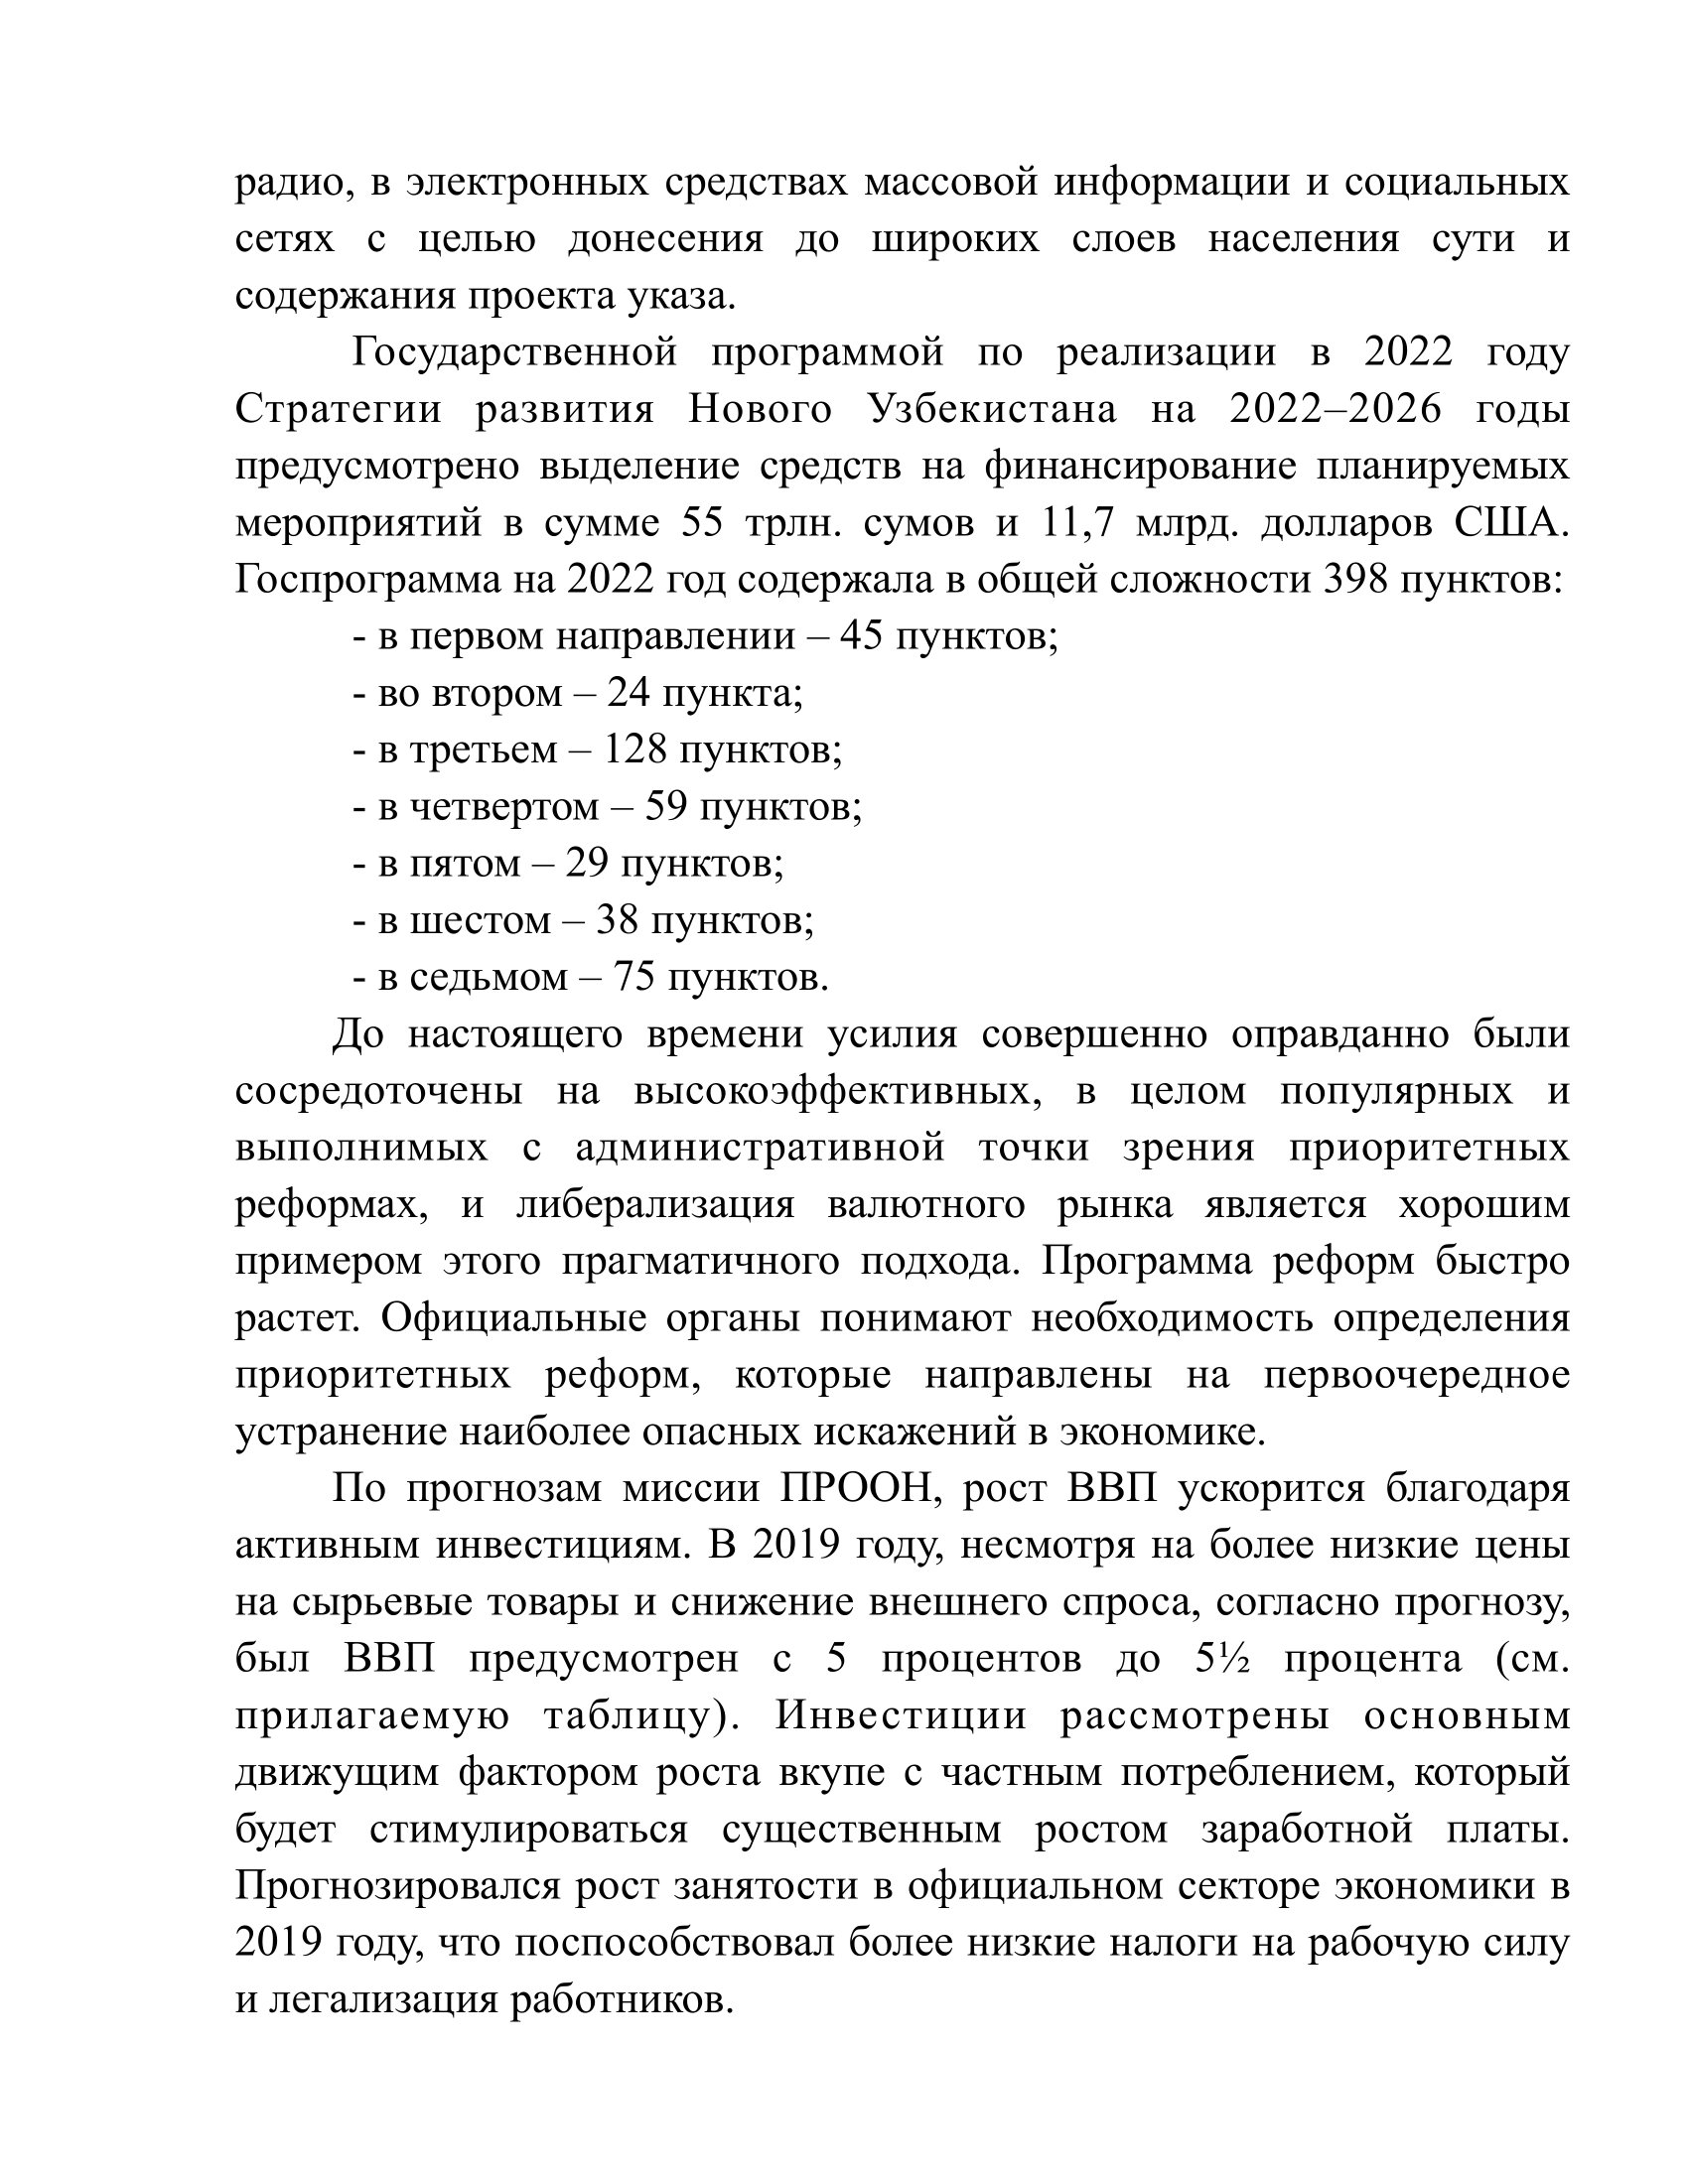 радио, в электронных средствах массовой информации и социальных
сетях с целью донесения до широких слоев населения сути и
содержания проекта указа.
Государственной программой по реализации в 2022 году
Стратегии развития Нового Узбекистана на 2022–2026 годы
предусмотрено выделение средств на финансирование планируемых
мероприятий в сумме 55 трлн. сумов и 11,7 млрд. долларов США.
Госпрограмма на 2022 год содержала в общей сложности 398 пунктов:
- в первом направлении – 45 пунктов;
- во втором – 24 пункта;
- в третьем – 128 пунктов;
- в четвертом – 59 пунктов;
- в пятом – 29 пунктов;
- в шестом – 38 пунктов;
- в седьмом – 75 пунктов.
До настоящего времени усилия совершенно оправданно были
сосредоточены на высокоэффективных, в целом популярных и
выполнимых с административной точки зрения приоритетных
реформах, и либерализация валютного рынка является хорошим
примером этого прагматичного подхода. Программа реформ быстро
растет. Официальные органы понимают необходимость определения
приоритетных реформ, которые направлены на первоочередное
устранение наиболее опасных искажений в экономике.
По прогнозам миссии ПРООН, рост ВВП ускорится благодаря
активным инвестициям. В 2019 году, несмотря на более низкие цены
на сырьевые товары и снижение внешнего спроса, согласно прогнозу,
был ВВП предусмотрен с 5 процентов до 5½ процента (см.
прилагаемую таблицу). Инвестиции рассмотрены основным
движущим фактором роста вкупе с частным потреблением, который
будет стимулироваться существенным ростом заработной платы.
Прогнозировался рост занятости в официальном секторе экономики в
2019 году, что поспособствовал более низкие налоги на рабочую силу
и легализация работников.